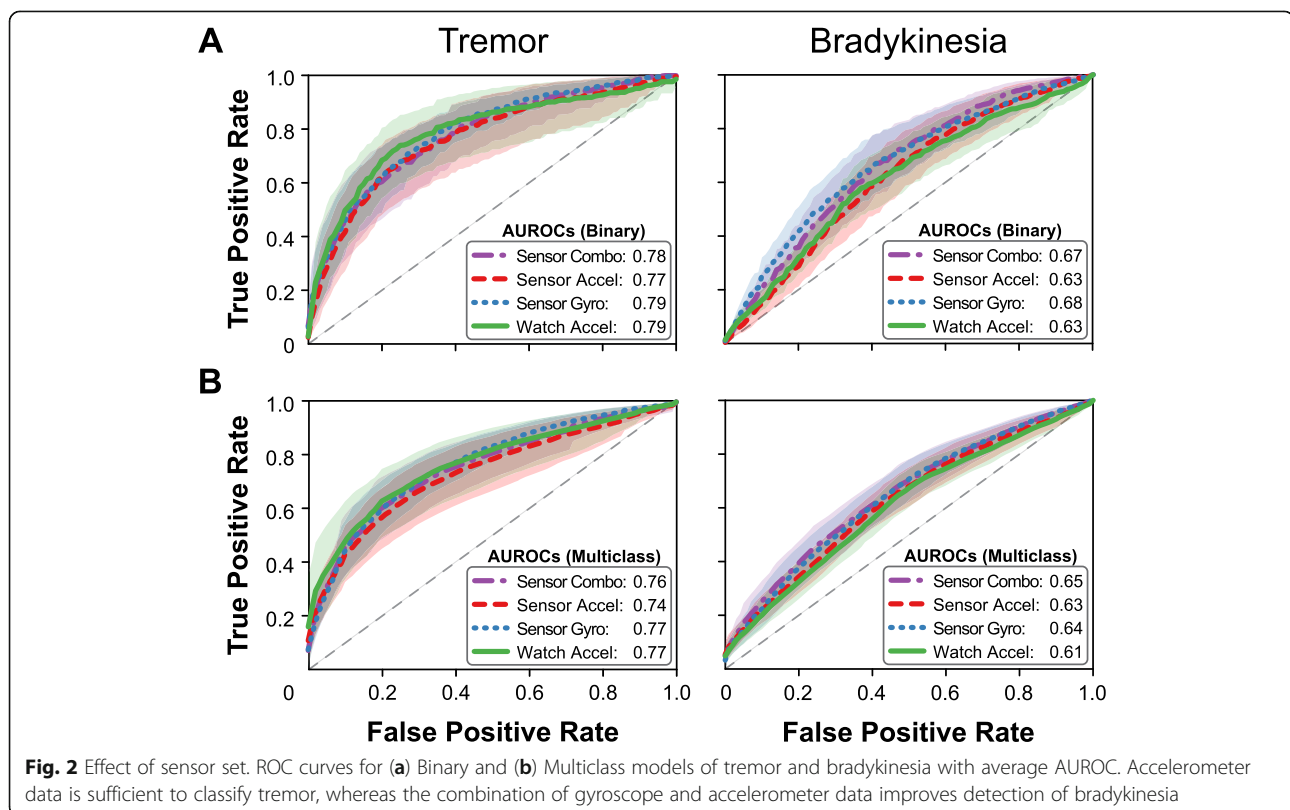 A
Tremor
Bradykinesia
True Positive Rate
1.0
0.8
0.6
0.4
0.2
0
AUROCs (Binary)
Sensor Combo: 0.78
Sensor Accel: 0.77
Sensor Gyro: 0.79
Watch Accel: 0.79
AUROCs (Binary)
Sensor Combo: 0.67
Sensor Accel: 0.63
Sensor Gyro: 0.68
Watch Accel: 0.63
B
True Positive Rate
1.0
0.8
0.6
0.4
0.2
AUROCs (Multiclass)
Sensor Combo: 0.76
Sensor Accel: 0.74
Sensor Gyro: 0.77
Watch Accel: 0.77
AUROCs (Multiclass)
Sensor Combo: 0.65
Sensor Accel: 0.63
Sensor Gyro: 0.64
Watch Accel: 0.61
0 0.2 0.4 0.6 0.8 1.0
0 0.2 0.4 0.6 0.8 1.0
False Positive Rate
False Positive Rate
Fig. 2 Effect of sensor set. ROC curves for (a) Binary and (b) Multiclass models of tremor and bradykinesia with average AUROC. Accelerometer
data is sufficient to classify tremor, whereas the combination of gyroscope and accelerometer data improves detection of bradykinesia